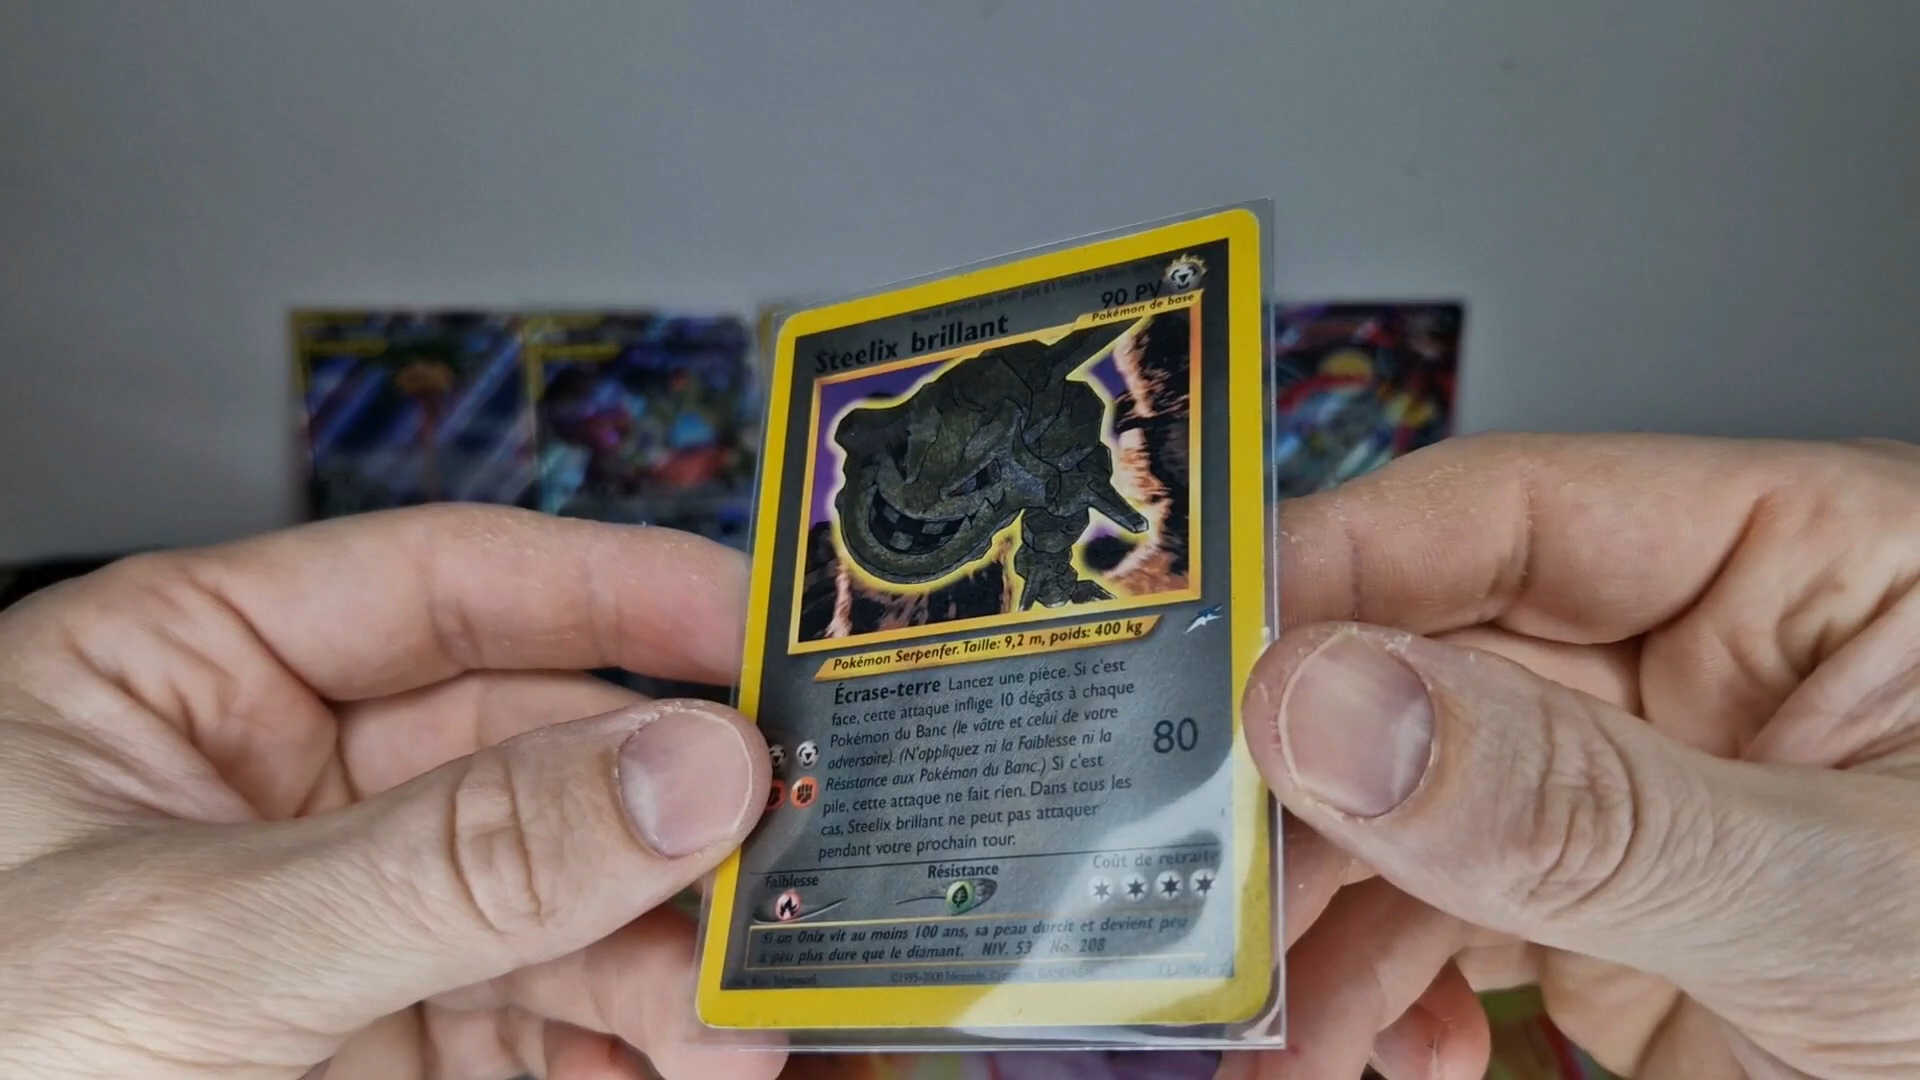 90 PV
Pokémon de base
Steelix brillant
Pokémon Serpenfer. Taille: 9,2 m, poids: 400 kg
Écrase-terre Lancez une pièce. Si c'est
face, cette attaque inflige 10 dégâts à chaque
Pokémon du Banc (le vôtre et celui de votre
adversaire). (N'appliquez ni la Faiblesse ni la
Résistance aux Pokémon du Banc.) Si c'est
pile, cette attaque ne fait rien. Dans tous les
cas, Steelix brillant ne peut pas attaquer
pendant votre prochain tour.
80
Faiblesse
Résistance
Coût de retraite
Si un Onix vit au moins 100 ans, sa peau durcit et devient peu
à peu plus dure que le diamant. NIV. 53 No. 208
©1995-2000